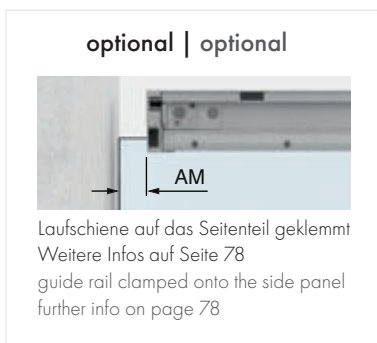 optional | optional
AM
Laufschiene auf das Seitenteil geklemmt
Weitere Infos auf Seite 78
guide rail clamped onto the side panel
further info on page 78